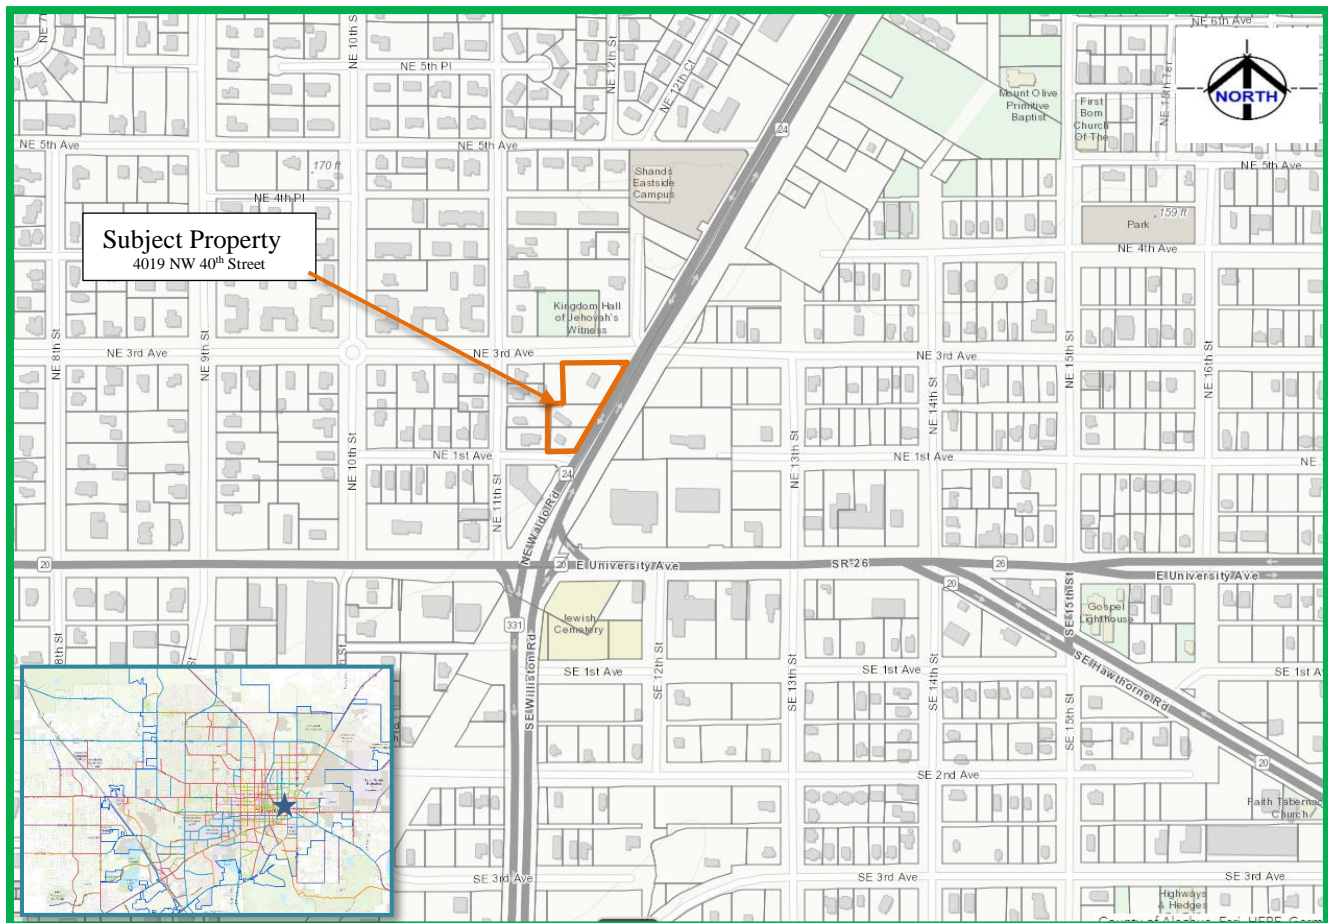 NE 6th Ave
NE 10th S
NE 5th Pl
NE 12th St
NE 12th Ct
Mount Olive
Primitive
Baptist
First
Born
Church
Of The
NORTH
24
NE 5th Ave
NE 5th Ave
NE 5th Ave
170 ft
NE 4th Pl
Shands
Eastside
Campus
Park
159 ft
NE 4th Ave
Subject Property
4019 NW 40th Street
Kingdom Hall
of Jehovah's
Witness
NE 8th St
NE 3rd Ave
NE 9th St
NE 3rd Ave
NE 3rd Ave
NE 14th St
NE 15th St
NE 16th St
NE 10th St
NE 1st Ave
NE 11th St
24
NE 13th St
NE 1st Ave
NE
NE Waldo Rd
20
20
E University Ave
SR-26
26
E University Ave
20
331
Jewish
Cemetery
SE 15th St
Gospel
Lighthouse
8th St
St
SE Williston Rd
SE 1st Ave
SE 12th St
SE 13th St
SE 1st Ave
SE 14th St
SE 15th St
SE Hawthorne Rd
SE 1st A
SE 2nd Ave
20
Faith Tabernac
Church
SE 3rd Ave
SE 3rd Ave
SE 3rd Ave
Highways
& Hedges